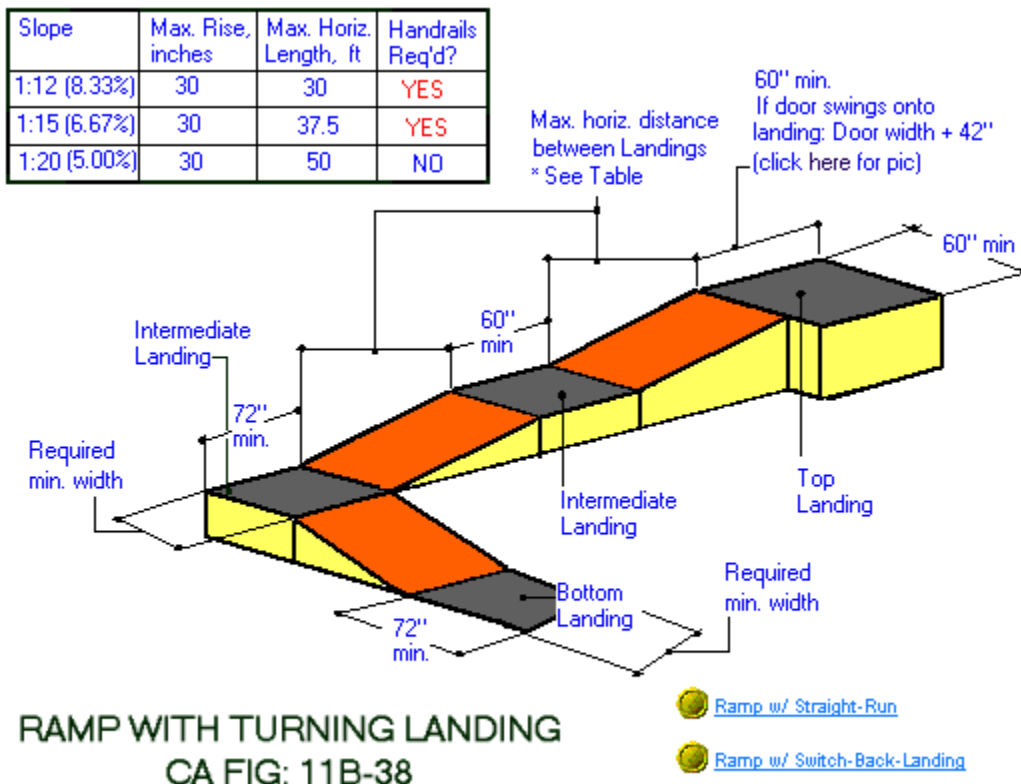 Slope Max. Rise, inches Max. Horiz. Length, ft Handrails Req'd?
1:12 (8.33%) 30 30 YES
1:15 (6.67%) 30 37.5 YES
1:20 (5.00%) 30 50 NO
Max. horiz. distance
between Landings
* See Table
60" min.
If door swings onto
landing: Door width + 42"
(click here for pic)
60" min
Intermediate
Landing
60"
min
72"
min.
Required
min. width
Intermediate
Landing
Top
Landing
Bottom
Landing
Required
min. width
72"
min.
RAMP WITH TURNING LANDING
CA FIG: 11B-38
Ramp w/ Straight-Run
Ramp w/ Switch-Back-Landing